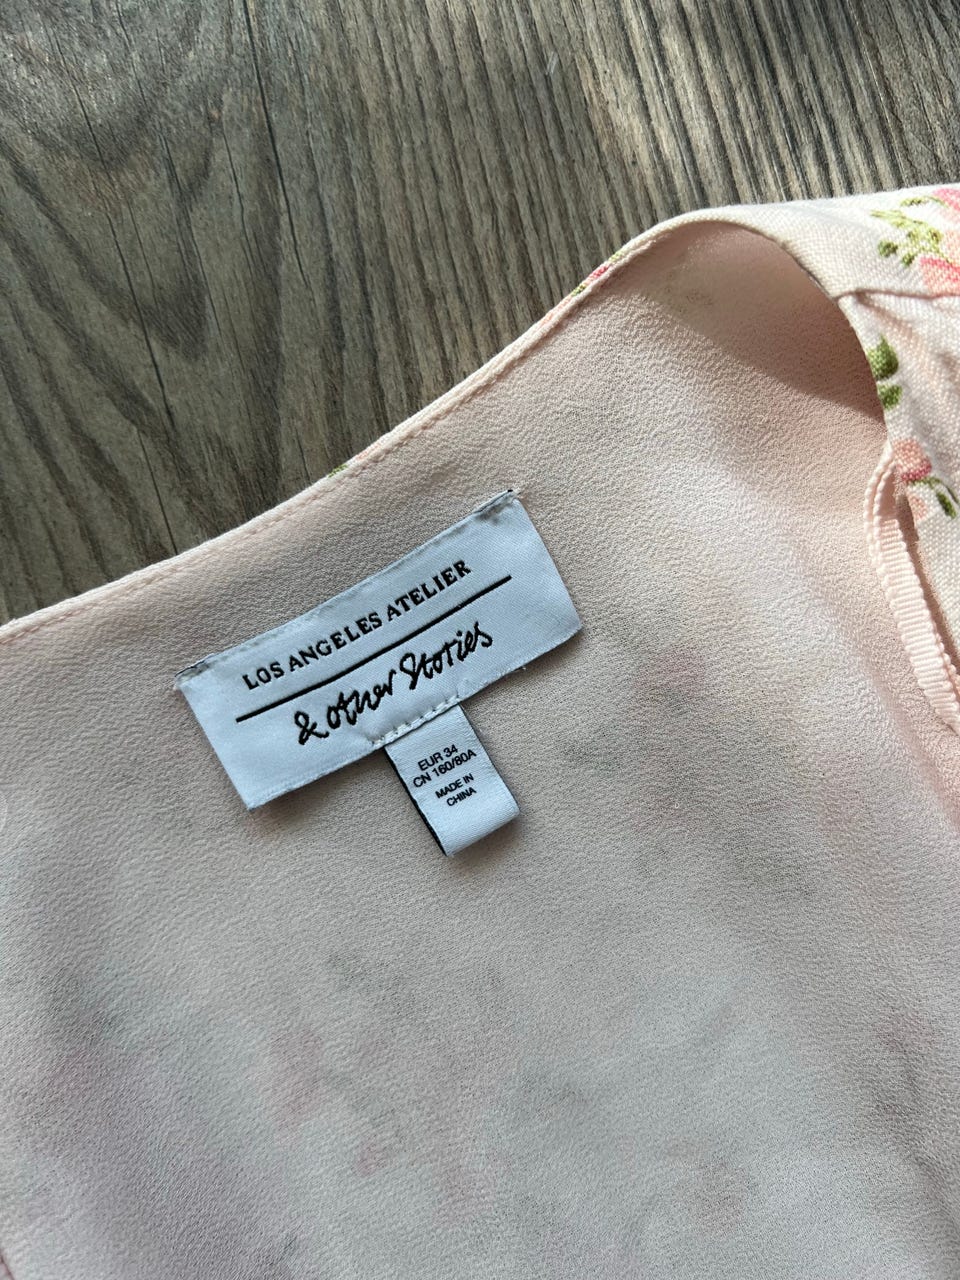 LOS ANGELES ATELIER
& other Stories
EUR 34
CN 160/80A
MADE IN
CHINA